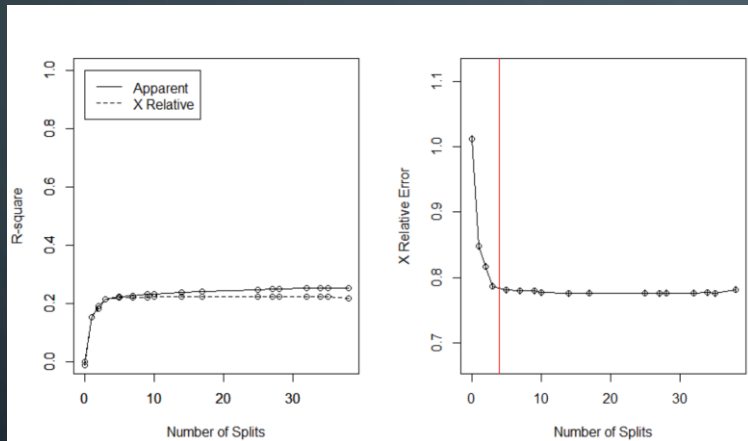 Apparent
X Relative
R-square
0.0
0.2
0.4
0.6
0.8
1.0
0 10 20 30
Number of Splits
X Relative Error
0.7
0.8
0.9
1.0
1.1
0 10 20 30
Number of Splits